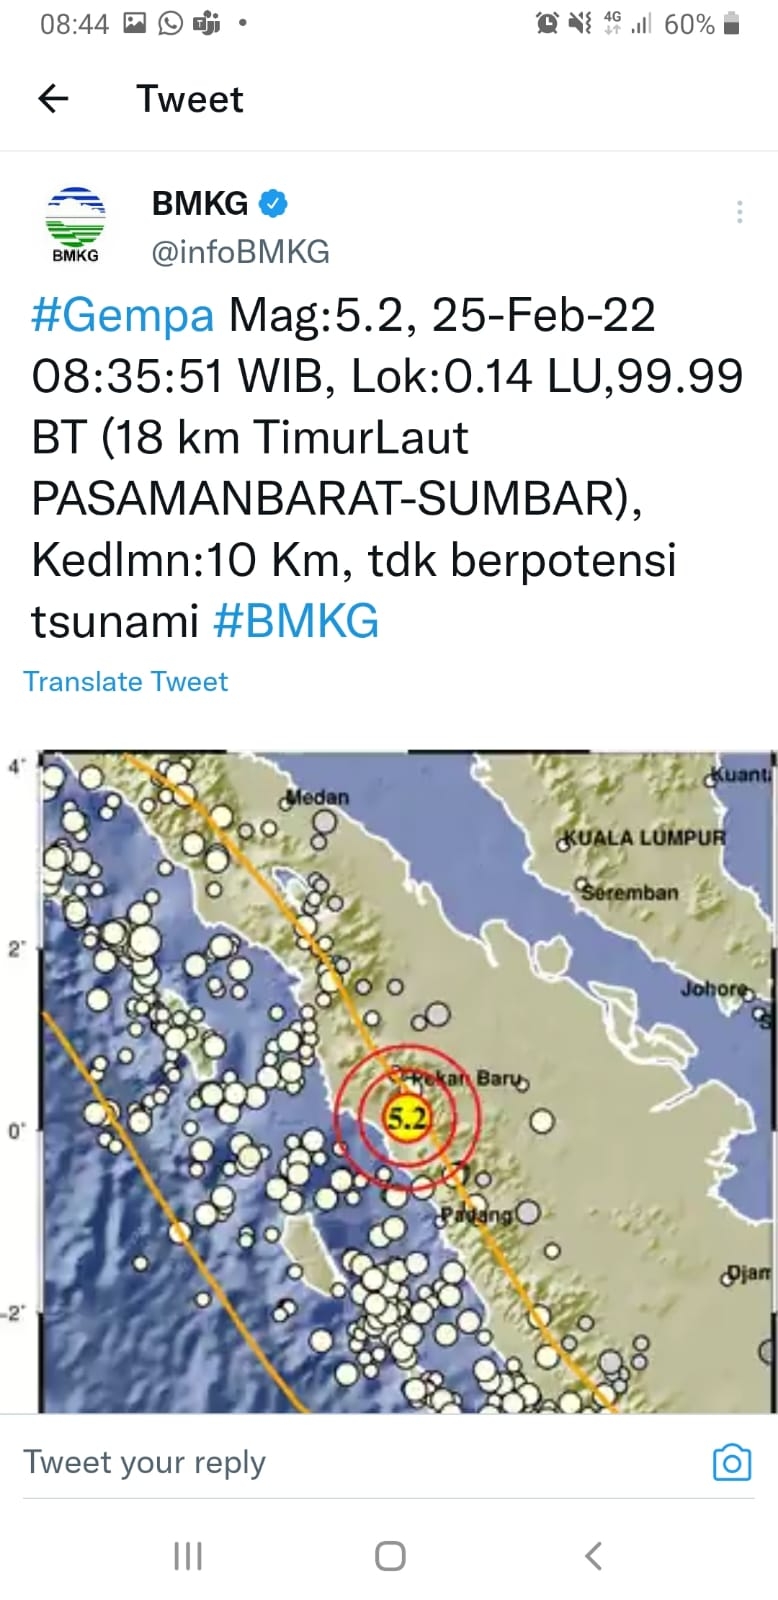 08:44 4G 60%
Tweet
BMKG
@infoBMKG
BMKG
#Gempa Mag:5.2, 25-Feb-22
08:35:51 WIB, Lok:0.14 LU,99.99
BT (18 km TimurLaut
PASAMANBARAT-SUMBAR),
Kedlmn:10 Km, tdk berpotensi
tsunami #BMKG
Translate Tweet
4°
Kuant
Medan
KUALA LUMPUR
Seremban
2°
Johore
Pekan Baru
5.2
0°
Padang
Djam
-2°
Tweet your reply